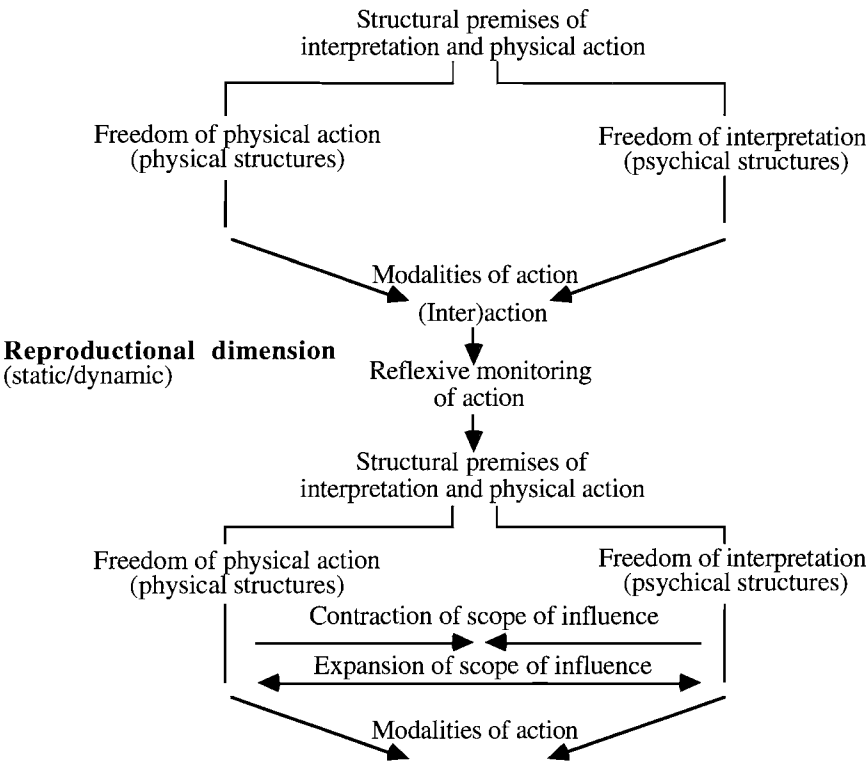 Structural premises of
interpretation and physical action
Freedom of physical action
(physical structures)
Freedom of interpretation
(psychical structures)
Modalities of action
(Inter)action
Reproductional dimension
(static/dynamic)
Reflexive monitoring
of action
Structural premises of
interpretation and physical action
Freedom of physical action
(physical structures)
Freedom of interpretation
(psychical structures)
Contraction of scope of influence
Expansion of scope of influence
Modalities of action